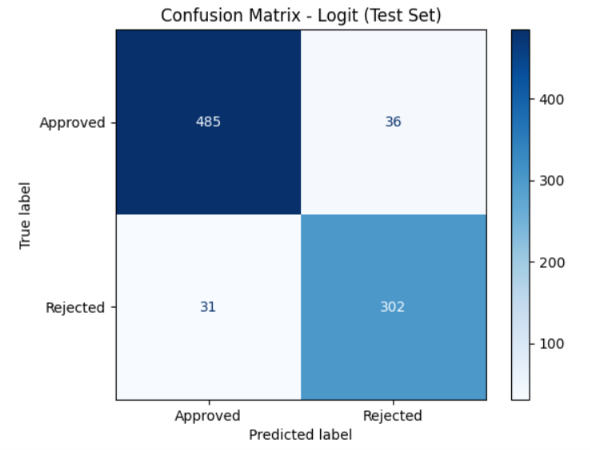 Confusion Matrix - Logit (Test Set)
Approved
485
36
400
300
True label
200
Rejected
31
302
100
Approved
Rejected
Predicted label